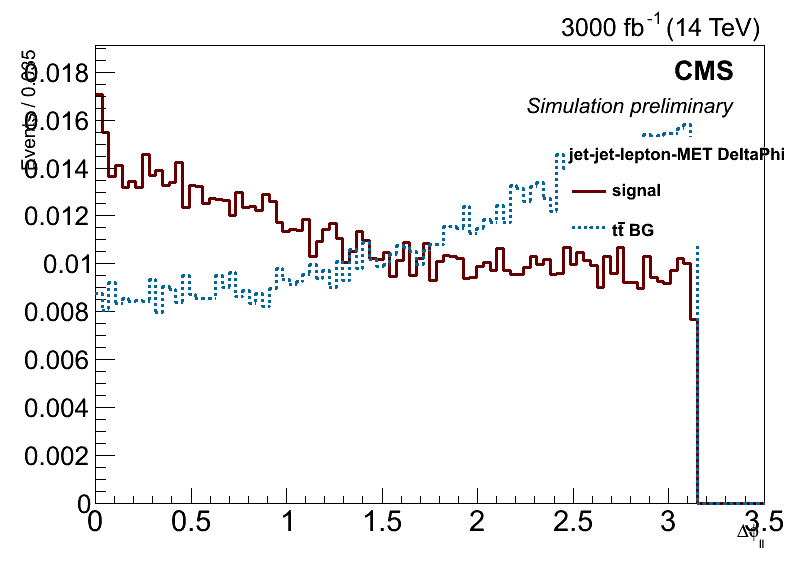 3000 fb⁻¹ (14 TeV)
CMS
Simulation preliminary
jet-jet-lepton-MET DeltaPhi
signal
tt̄ BG
Events / 0.035
0.018
0.016
0.014
0.012
0.01
0.008
0.006
0.004
0.002
0
0 0.5 1 1.5 2 2.5 3 3.5
Δϕ_ll